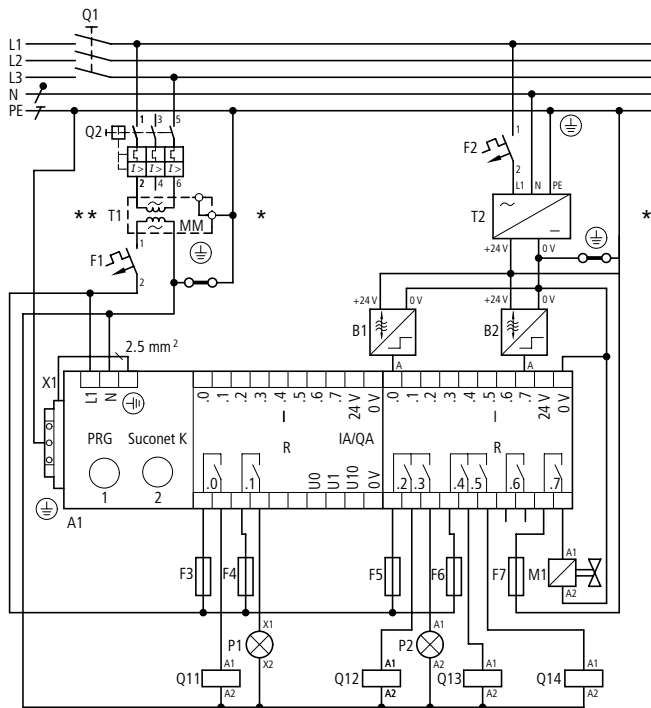 Q1
L1
L2
L3
N
PE
1 3 5
Q2
I> I> I>
2 4 6
** T1 MM *
1
F1
2
1
F2
2
L1 N PE
T2 *
+24 V 0 V
+24 V 0 V +24 V 0 V
B1 B2
A A
2.5 mm²
X1
L1 N .0 .1 .2 .3 .4 .5 .6 .7 24 V 0 V .0 .1 .2 .3 .4 .5 .6 .7 24 V 0 V
I I
PRG Suconet K R IA/QA R
1 2 .0 .1 U0 U1 U10 0 V .2 .3 .4 .5 .6 .7
A1
F3 F4 F5 F6 F7 M1 A1
A2
X1 A1
P1 P2
X2 A2
A1 A1 A1 A1
Q11 Q12 Q13 Q14
A2 A2 A2 A2